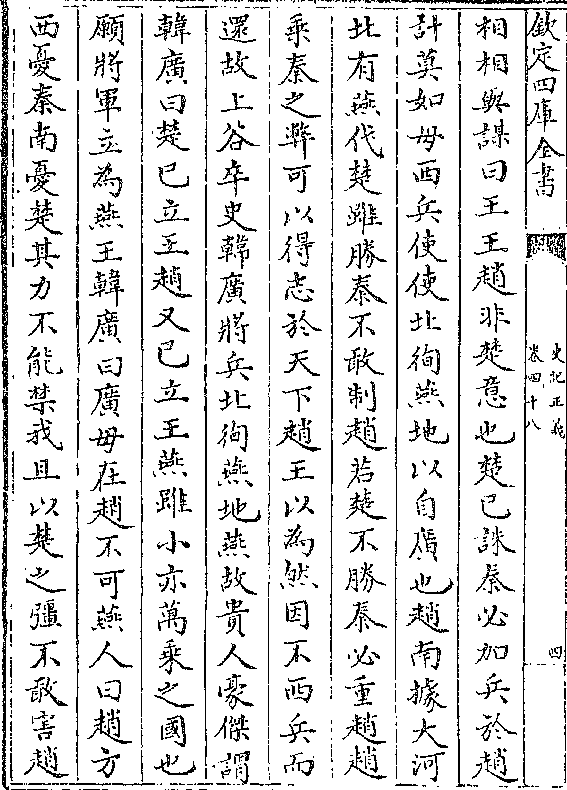 欽定四庫全書
史記正義
卷四十八
四
相相與謀曰王王趙非楚意也楚已誅秦必加兵於趙
計莫如毋西兵使使北徇燕地以自廣也趙南據大河
北有燕代楚雖勝秦不敢制趙若楚不勝秦必重趙趙
乘秦之弊可以得志於天下趙王以為然因不西兵而
還故上谷卒史韓廣將兵北徇燕地燕故貴人豪傑謂
韓廣曰楚已立王趙又已立王燕雖小亦萬乘之國也
願將軍立為燕王韓廣曰廣母在趙不可燕人曰趙方
西憂秦南憂楚其力不能禁我且以楚之彊不敢害趙